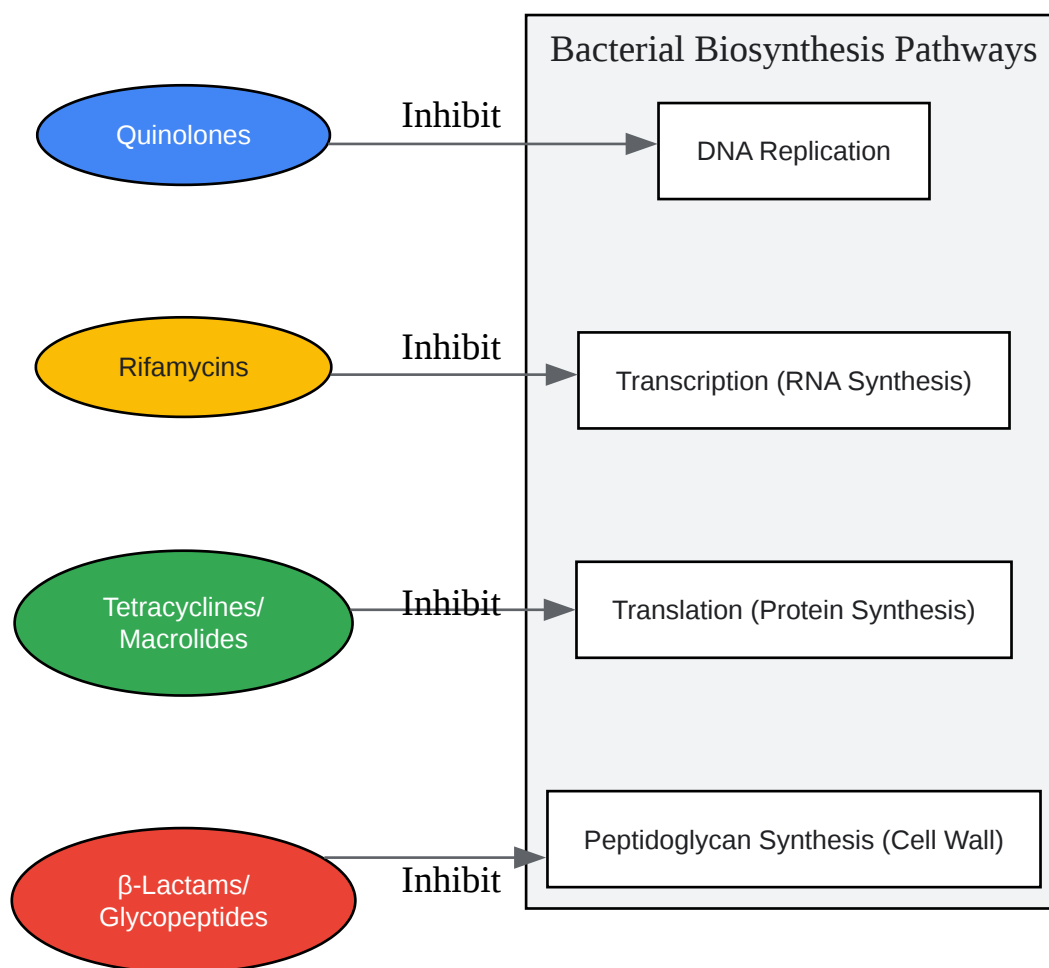 Bacterial Biosynthesis Pathways
Quinolones
Inhibit
DNA Replication
Rifamycins
Inhibit
Transcription (RNA Synthesis)
Tetracyclines/
Macrolides
Inhibit
Translation (Protein Synthesis)
β-Lactams/
Glycopeptides
Inhibit
Peptidoglycan Synthesis (Cell Wall)